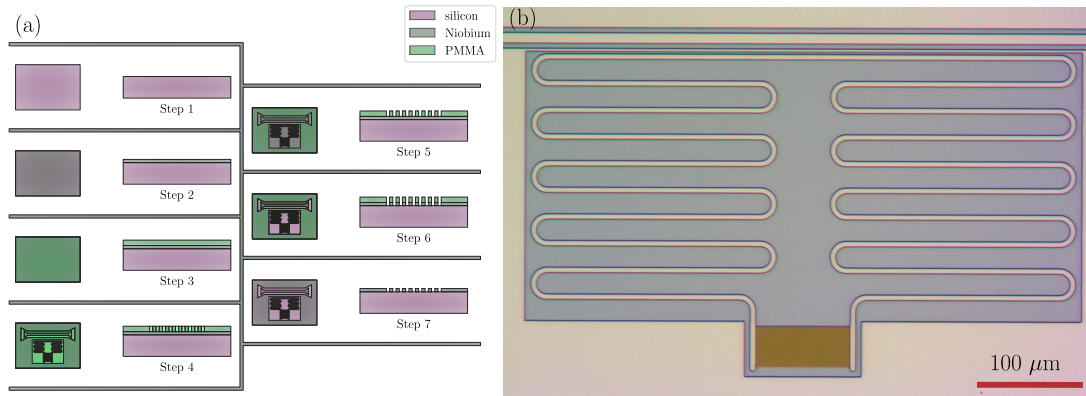 (a)
silicon
Niobium
PMMA
Step 1
Step 2
Step 3
Step 4
Step 5
Step 6
Step 7
(b)
100 μm